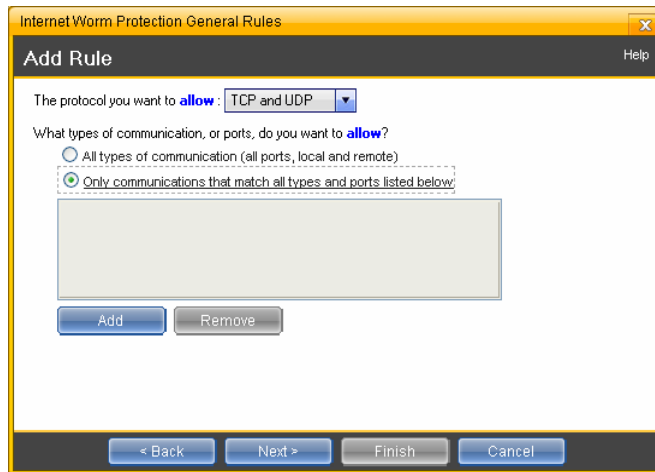 Internet Worm Protection General Rules
Add Rule
Help
The protocol you want to allow : TCP and UDP
What types of communication, or ports, do you want to allow?
All types of communication (all ports, local and remote)
Only communications that match all types and ports listed below
Add
Remove
< Back
Next >
Finish
Cancel